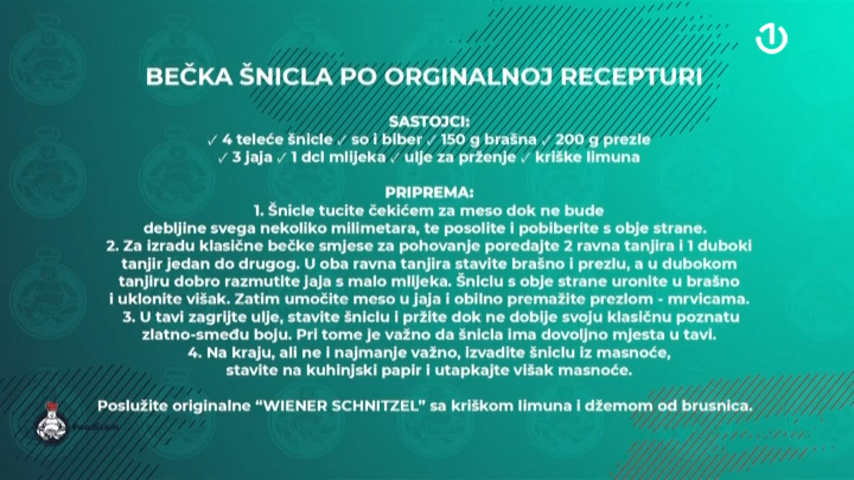 BEČKA ŠNICLA PO ORGINALNOJ RECEPTURI
SASTOJCI:
✓ 4 teleće šnicle ✓ so i biber ✓ 150 g brašna ✓ 200 g prezle
✓ 3 jaja ✓ 1 dcl mlijeka ✓ ulje za prženje ✓ kriške limuna
PRIPREMA:
1. Šnicle tucite čekićem za meso dok ne bude
debljine svega nekoliko milimetara, te posolite i pobiberite s obje strane.
2. Za izradu klasične bečke smjese za pohovanje poredajte 2 ravna tanjira i 1 duboki
tanjir jedan do drugog. U oba ravna tanjira stavite brašno i prezlu, a u dubokom
tanjiru dobro razmutite jaja s malo mlijeka. Šniclu s obje strane uronite u brašno
i uklonite višak. Zatim umočite meso u jaja i obilno premažite prezlom - mrvicama.
3. U tavi zagrijte ulje, stavite šniclu i pržite dok ne dobije svoju klasičnu poznatu
zlatno-smeđu boju. Pri tome je važno da šnicla ima dovoljno mjesta u tavi.
4. Na kraju, ali ne i najmanje važno, izvadite šniclu iz masnoće,
stavite na kuhinjski papir i utapkajte višak masnoće.
Poslužite originalne “WIENER SCHNITZEL” sa kriškom limuna i džemom od brusnica.